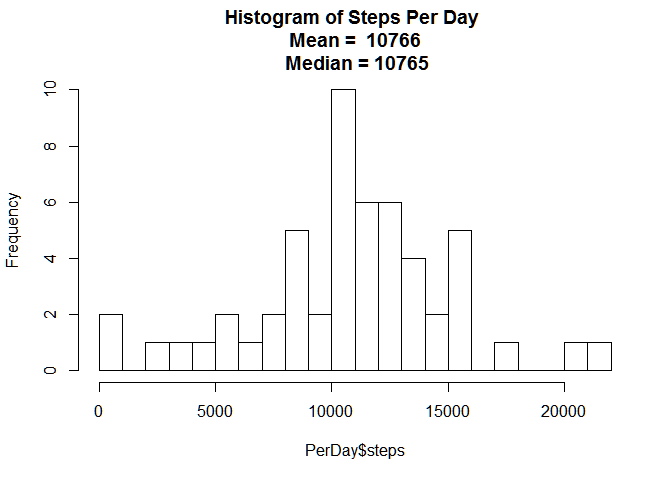 Histogram of Steps Per Day
Mean =  10766
Median = 10765
Frequency
10
8
6
4
2
0
0 5000 10000 15000 20000
PerDay$steps